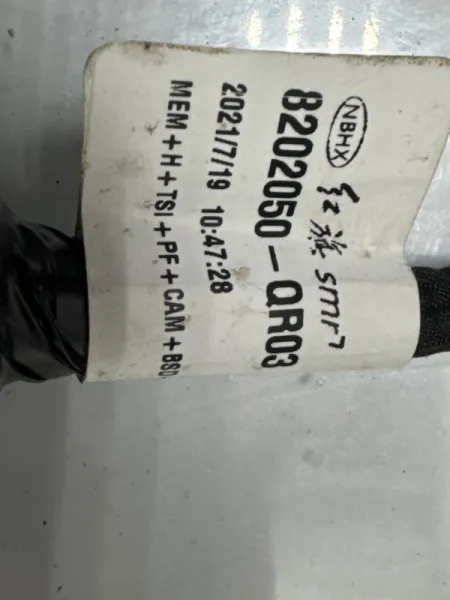 NBHX
红旗 smr7
8202050-QR03
2021/7/19 10:47:28
MEM+H+TSI+PF+CAM+BSD